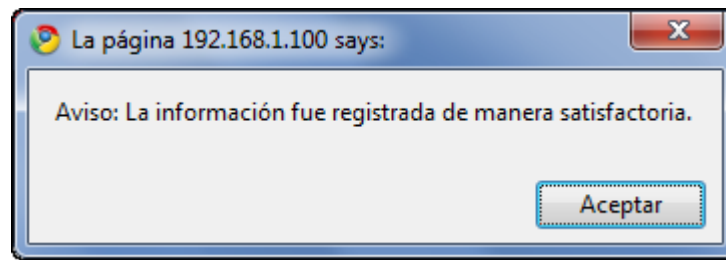 La página 192.168.1.100 says:
Aviso: La información fue registrada de manera satisfactoria.
Aceptar